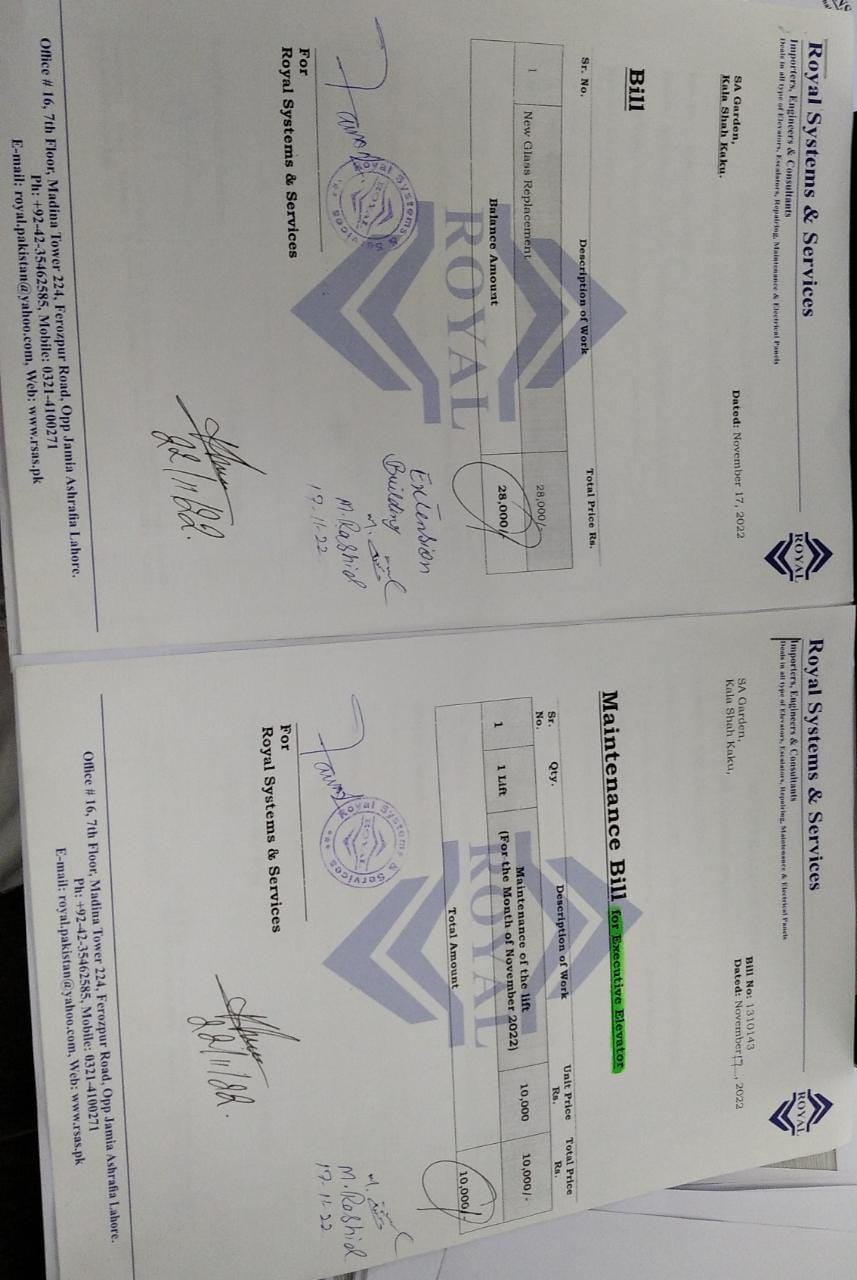 Royal Systems & Services
Importers, Engineers & Consultants
Deals in all type of Elevators, Escalators, Repairing, Maintenance & Electrical Panels
ROYAL
SA Garden,
Kala Shah Kaku.
Dated: November 17, 2022
Bill
Sr. No. Description of Work Total Price Rs.
1 New Glass Replacement 28,000/-
Balance Amount 28,000/-
ROYAL
Extension
Building
M. Rashid
17-11-22
Royal Systems & Services
ROYAL
For
Royal Systems & Services
22/11/22.
Office # 16, 7th Floor, Madina Tower 224, Ferozpur Road, Opp Jamia Ashrafia Lahore.
Ph: +92-42-35462585, Mobile: 0321-4100271
E-mail: royal.pakistan@yahoo.com, Web: www.rsas.pk
Royal Systems & Services
Importers, Engineers & Consultants
Deals in all type of Elevators, Escalators, Repairing, Maintenance & Electrical Panels
ROYAL
Bill No: 1310143
SA Garden,
Kala Shah Kaku,
Dated: November 17, 2022
Maintenance Bill for Executive Elevator
Sr. No. Qty. Description of Work Unit Price Rs. Total Price Rs.
1 1 Lift Maintenance of the lift 10,000 10,000/-
(For the Month of November 2022)
Total Amount 10,000/-
ROYAL
M. Rashid
17-11-22
Royal Systems & Services
ROYAL
For
Royal Systems & Services
22/11/22.
Office # 16, 7th Floor, Madina Tower 224, Ferozpur Road, Opp Jamia Ashrafia Lahore.
Ph: +92-42-35462585, Mobile: 0321-4100271
E-mail: royal.pakistan@yahoo.com, Web: www.rsas.pk